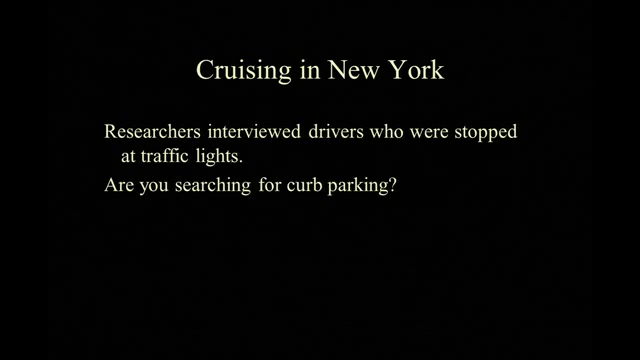 Cruising in New York
Researchers interviewed drivers who were stopped
at traffic lights.
Are you searching for curb parking?